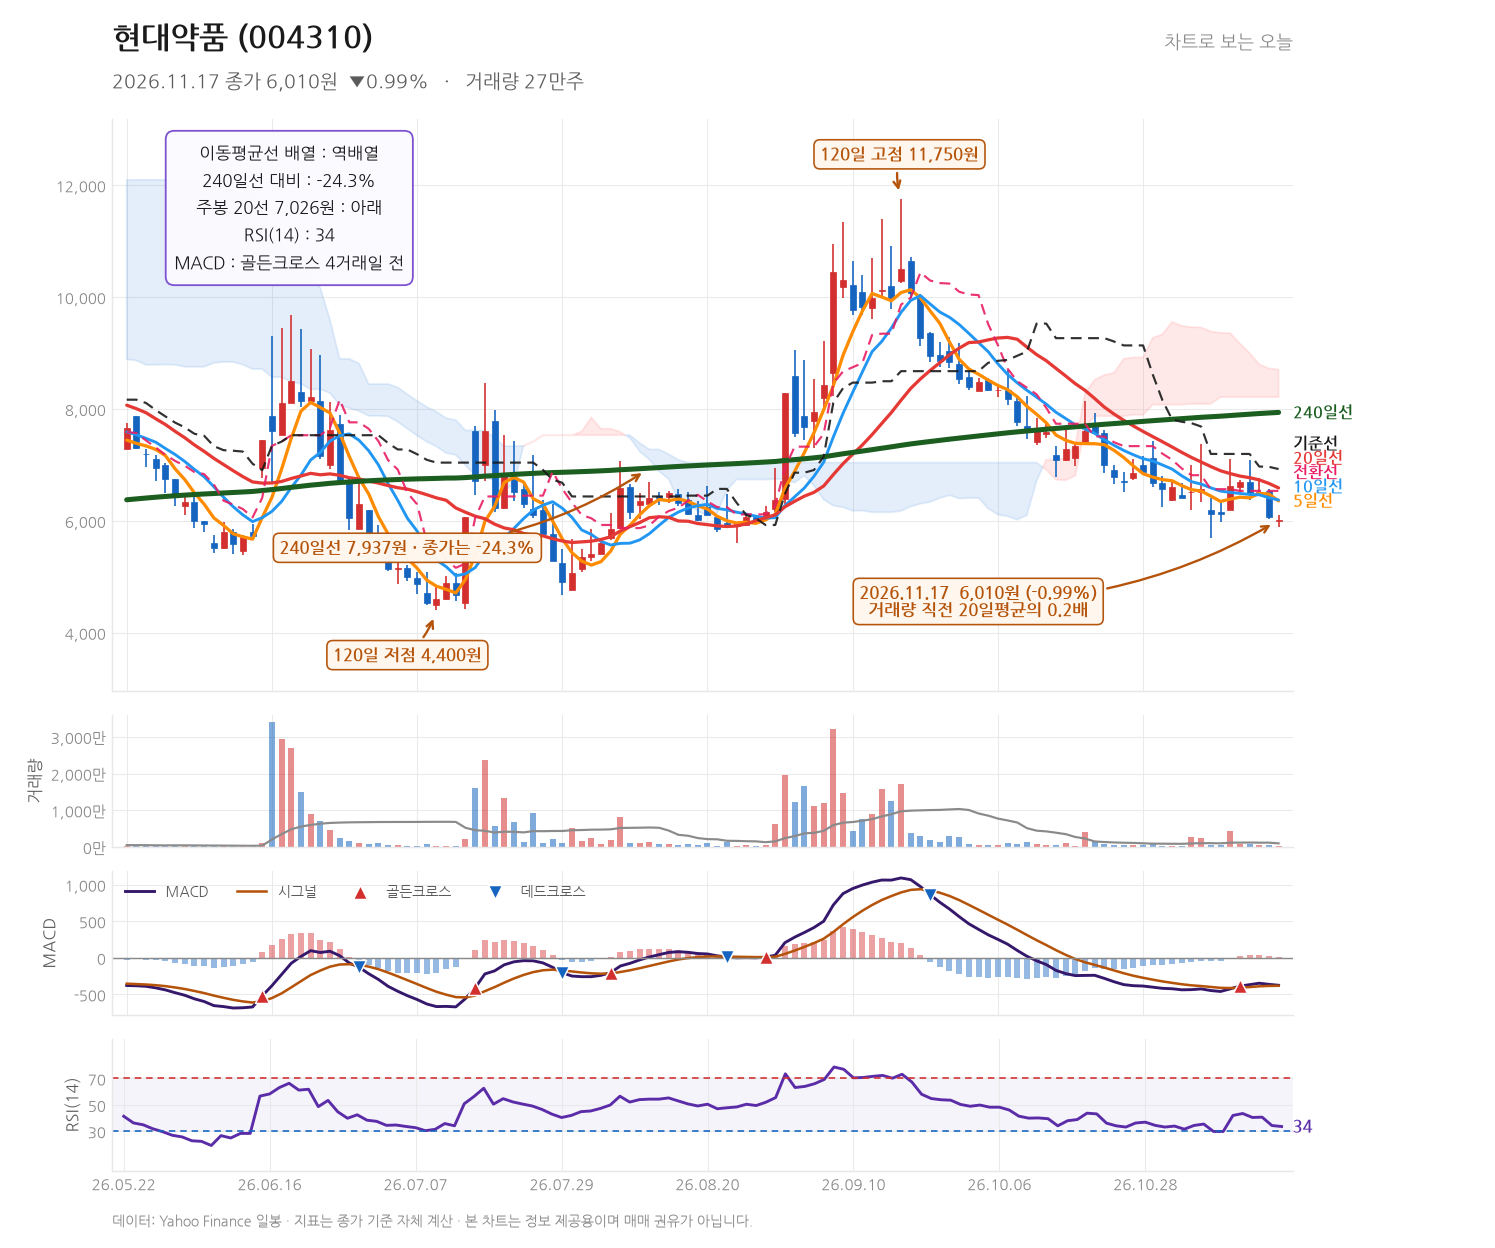 현대약품 (004310)
차트로 보는 오늘
2026.11.17 종가 6,010원 ▼0.99% · 거래량 27만주
이동평균선 배열 : 역배열
240일선 대비 : -24.3%
주봉 20선 7,026원 : 아래
RSI(14) : 34
MACD : 골든크로스 4거래일 전
120일 고점 11,750원
12,000
10,000
8,000
6,000
4,000
240일선
기준선
20일선
전환선
10일선
5일선
240일선 7,937원 · 종가는 -24.3%
2026.11.17 6,010원 (-0.99%)
거래량 직전 20일평균의 0.2배
120일 저점 4,400원
거래량
3,000만
2,000만
1,000만
0만
MACD
1,000
500
0
-500
MACD
시그널
골든크로스
데드크로스
RSI(14)
70
50
30
34
26.05.22
26.06.16
26.07.07
26.07.29
26.08.20
26.09.10
26.10.06
26.10.28
데이터: Yahoo Finance 일봉 · 지표는 종가 기준 자체 계산 · 본 차트는 정보 제공용이며 매매 권유가 아닙니다.